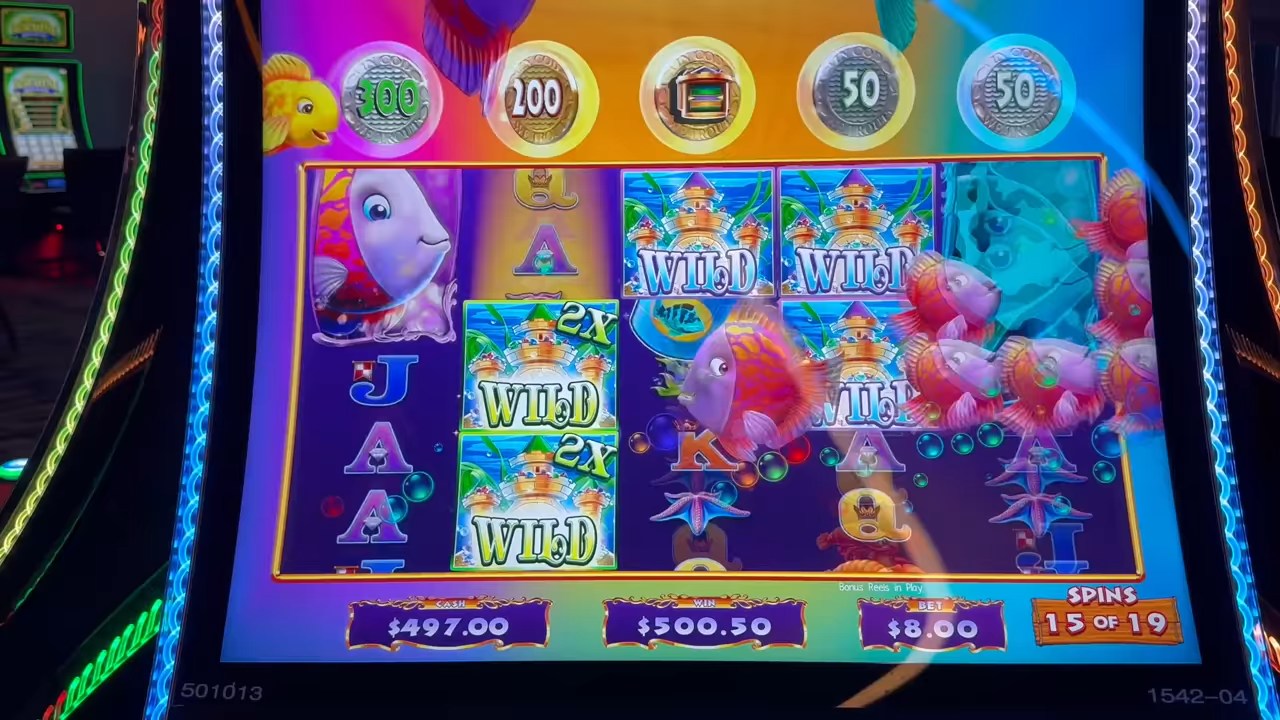 300
200
50
50
Q
A
WILD
WILD
2X
WILD
2X
WILD
WILD
J
A
A
J
K
A
Q
A
J
Q
Bonus Reels in Play
CASH
$497.00
WIN
$500.50
BET
$8.00
SPINS
15 OF 19
501013
1542-04